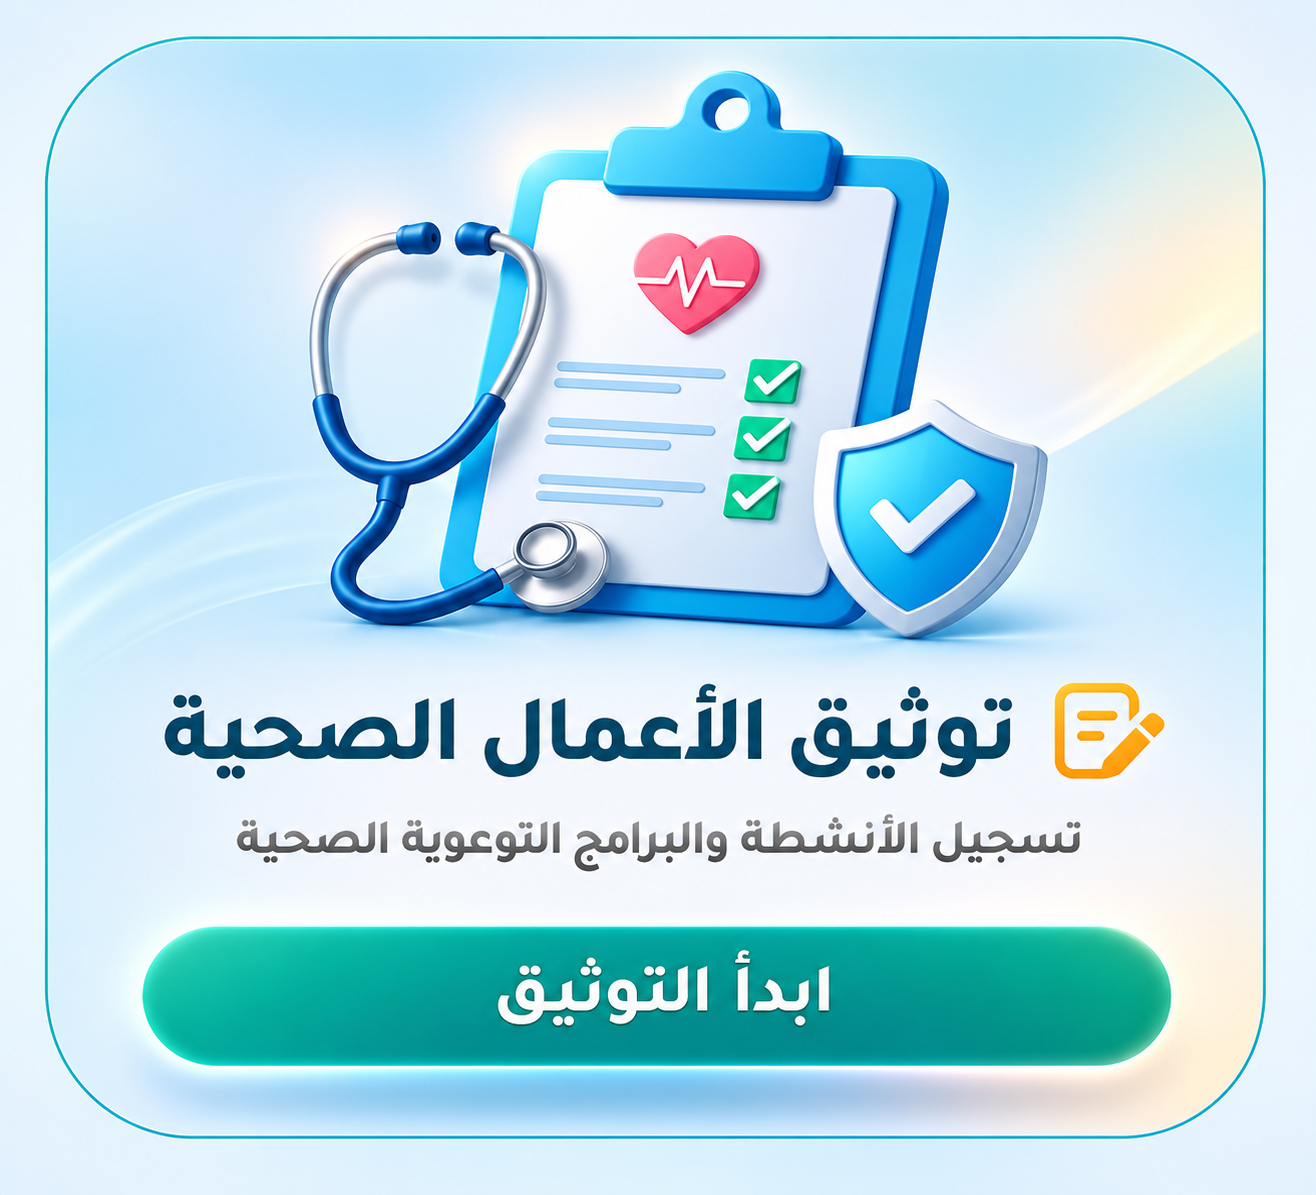 توثيق الأعمال الصحية
تسجيل الأنشطة والبرامج التوعوية الصحية
ابدأ التوثيق